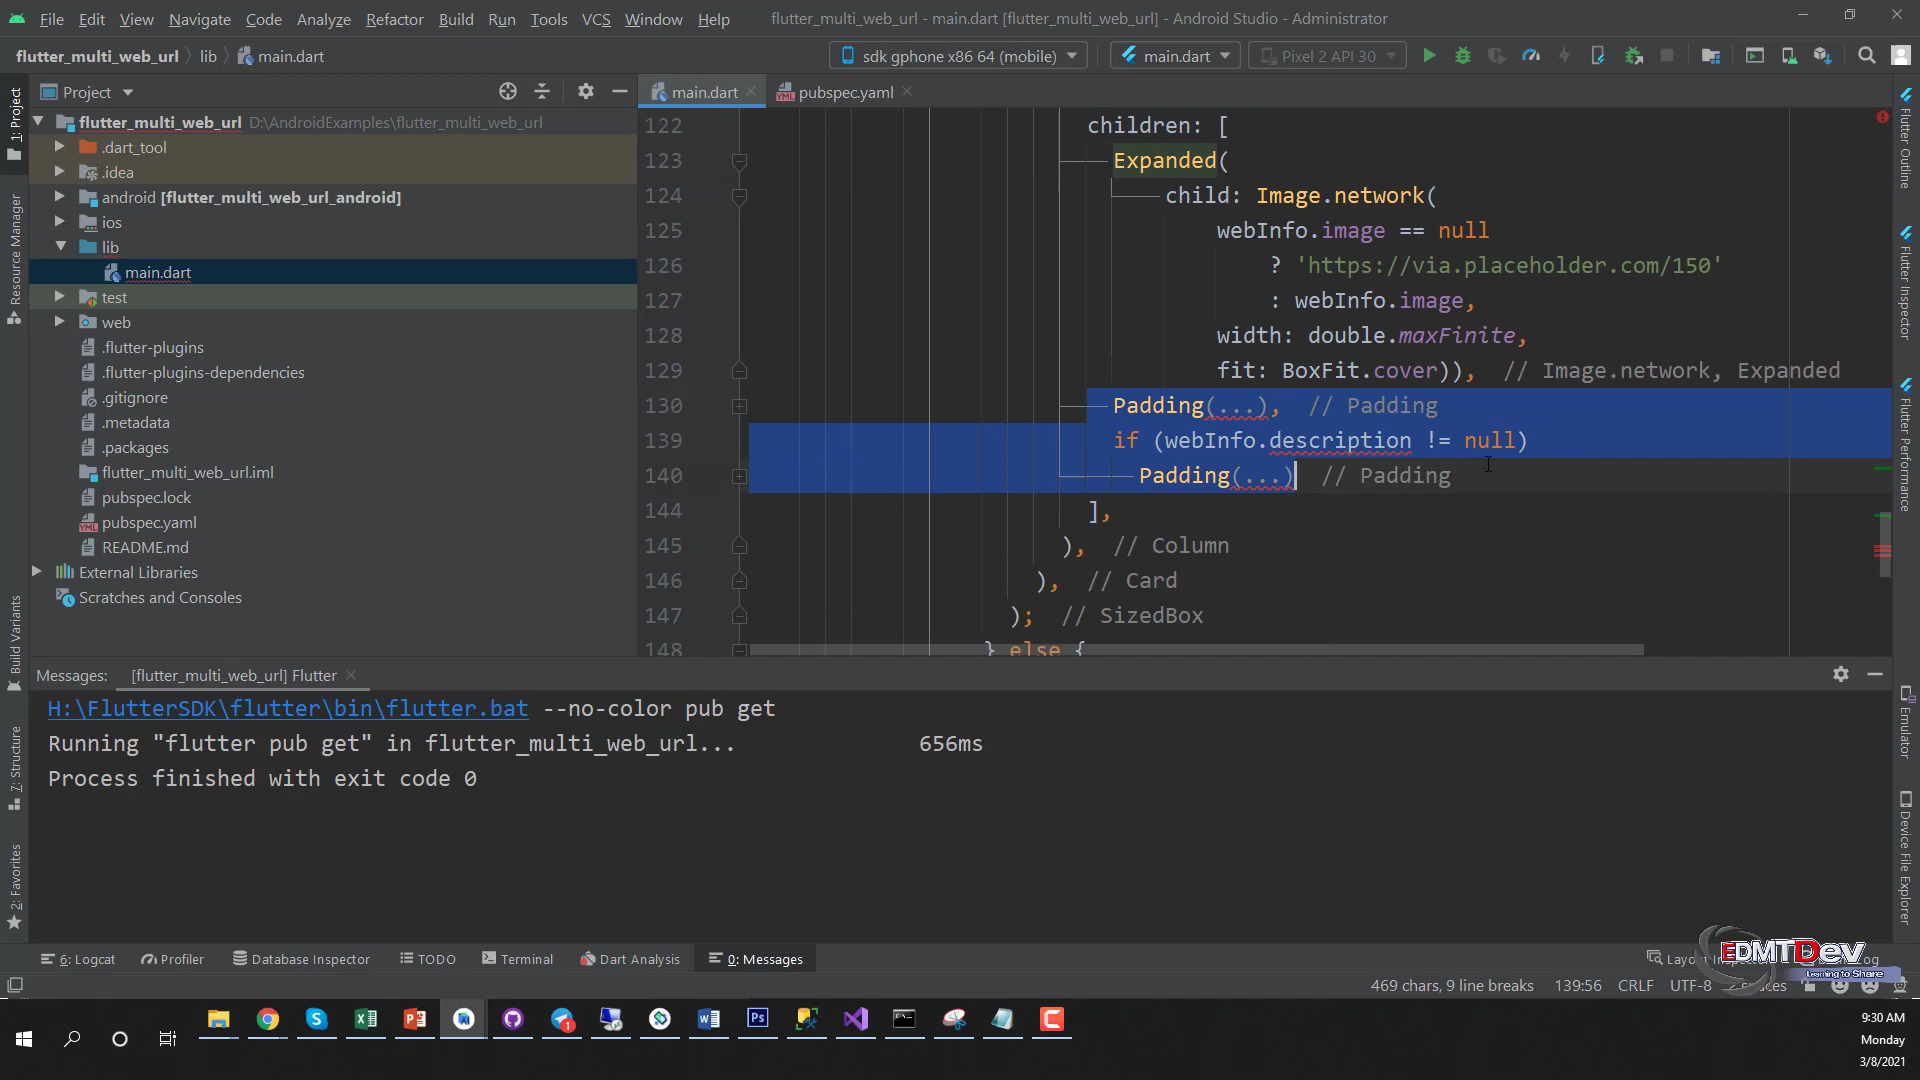 File Edit View Navigate Code Analyze Refactor Build Run Tools VCS Window Help flutter_multi_web_url - main.dart [flutter_multi_web_url] - Android Studio - Administrator
flutter_multi_web_url lib main.dart sdk gphone x86 64 (mobile) main.dart Pixel 2 API 30
Project main.dart pubspec.yaml
flutter_multi_web_url D:\AndroidExamples\flutter_multi_web_url
.dart_tool
.idea
android [flutter_multi_web_url_android]
ios
lib
main.dart
test
web
.flutter-plugins
.flutter-plugins-dependencies
.gitignore
.metadata
.packages
flutter_multi_web_url.iml
pubspec.lock
pubspec.yaml
README.md
External Libraries
Scratches and Consoles
122 children: [
123 Expanded(
124 child: Image.network(
125 webInfo.image == null
126 ? 'https://via.placeholder.com/150'
127 : webInfo.image,
128 width: double.maxFinite,
129 fit: BoxFit.cover)), // Image.network, Expanded
130 Padding(...), // Padding
139 if (webInfo.description != null)
140 Padding(...) // Padding
144 ],
145 ), // Column
146 ), // Card
147 ); // SizedBox
148 } else {
1: Project
Resource Manager
Build Variants
7: Structure
2: Favorites
Flutter Outline
Flutter Inspector
Flutter Performance
Emulator
Device File Explorer
Messages: [flutter_multi_web_url] Flutter
H:\FlutterSDK\flutter\bin\flutter.bat --no-color pub get
Running "flutter pub get" in flutter_multi_web_url... 656ms
Process finished with exit code 0
6: Logcat Profiler Database Inspector TODO Terminal Dart Analysis 0: Messages
EDMTDev
Learning to Share
469 chars, 9 line breaks 139:56 CRLF UTF-8 2 spaces
9:30 AM
Monday
3/8/2021